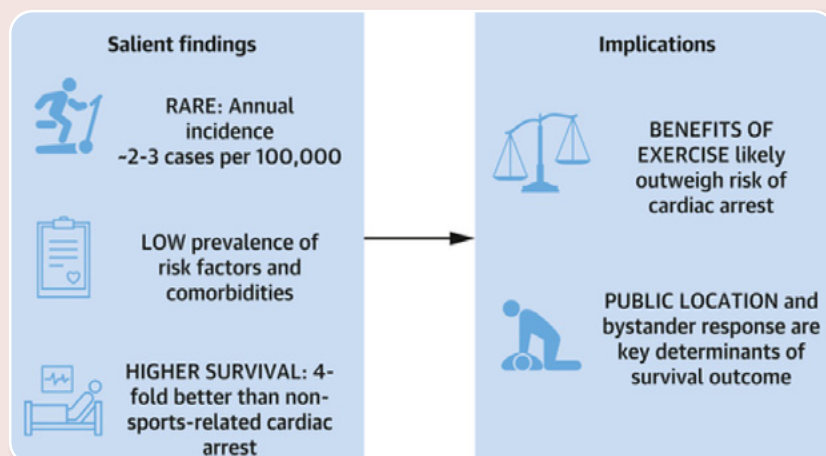 Salient findings
RARE: Annual
incidence
~2-3 cases per 100,000
LOW prevalence of
risk factors and
comorbidities
HIGHER SURVIVAL: 4-
fold better than non-
sports-related cardiac
arrest
Implications
BENEFITS OF
EXERCISE likely
outweigh risk of
cardiac arrest
PUBLIC LOCATION and
bystander response are
key determinants of
survival outcome